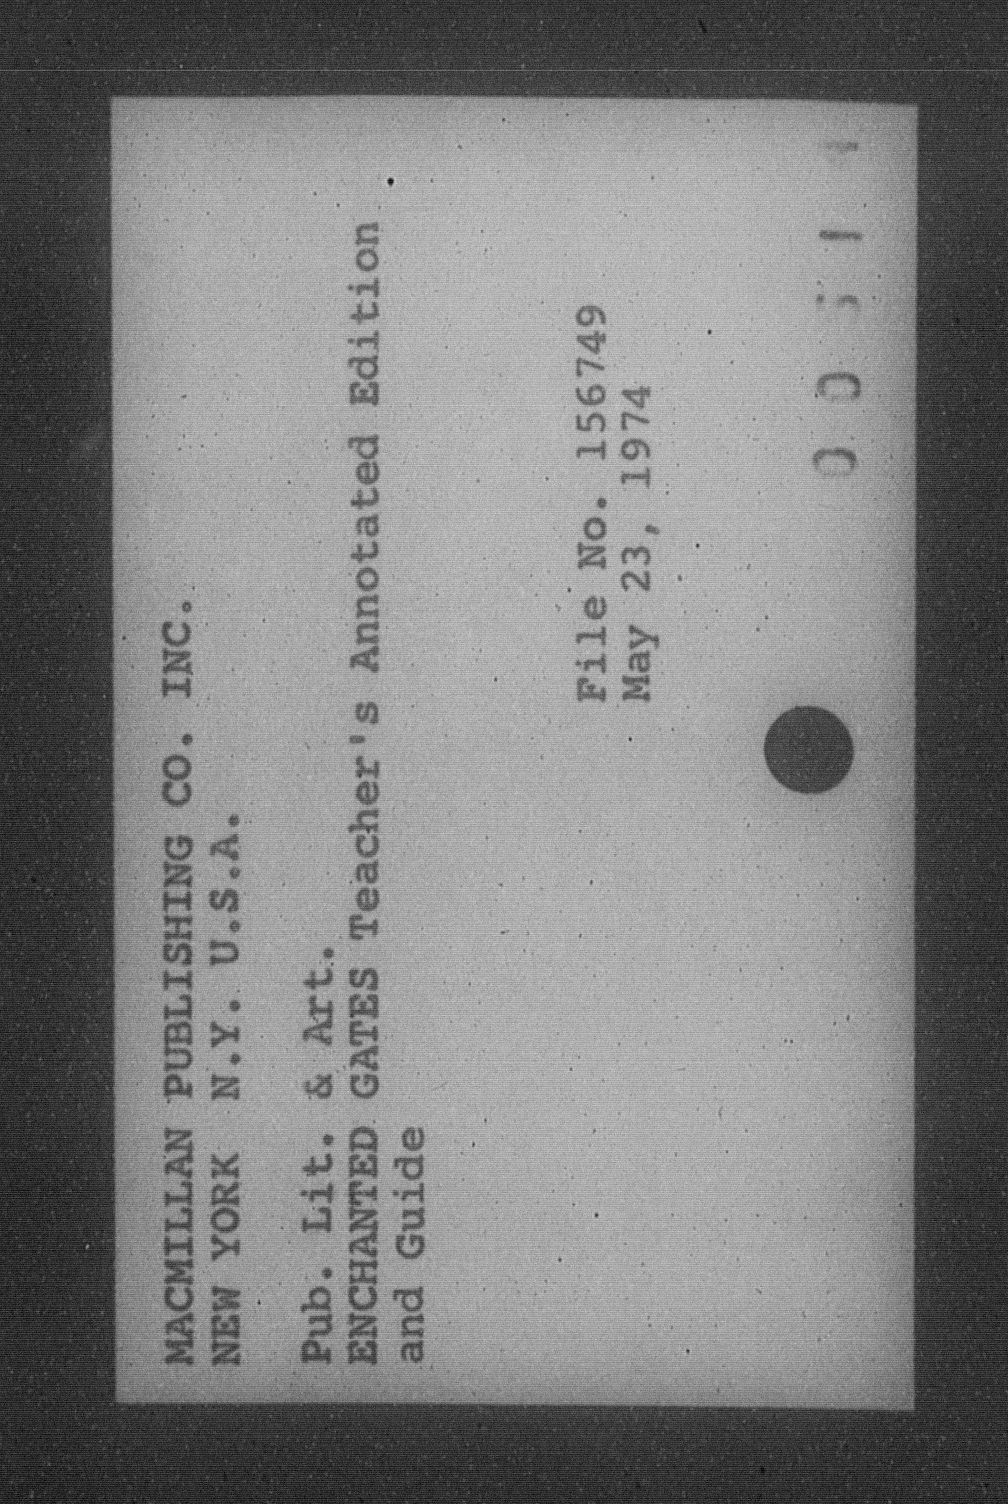 MACMILLAN PUBLISHING CO. INC.
NEW YORK N.Y. U.S.A.
Pub. Lit. & Art.
ENCHANTED GATES Teacher's Annotated Edition
and Guide
File No. 156749
May 23, 1974